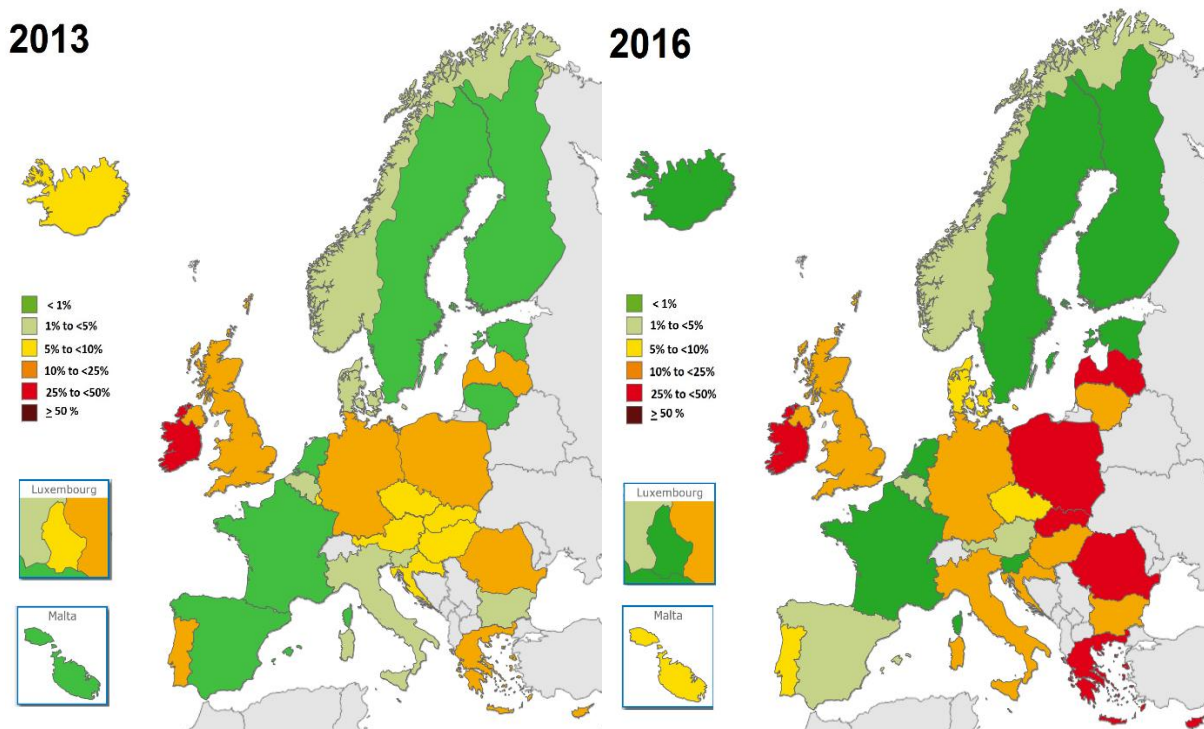 2013
< 1%
1% to <5%
5% to <10%
10% to <25%
25% to <50%
≥ 50 %
Luxembourg
Malta
2016
< 1%
1% to <5%
5% to <10%
10% to <25%
25% to <50%
≥ 50 %
Luxembourg
Malta